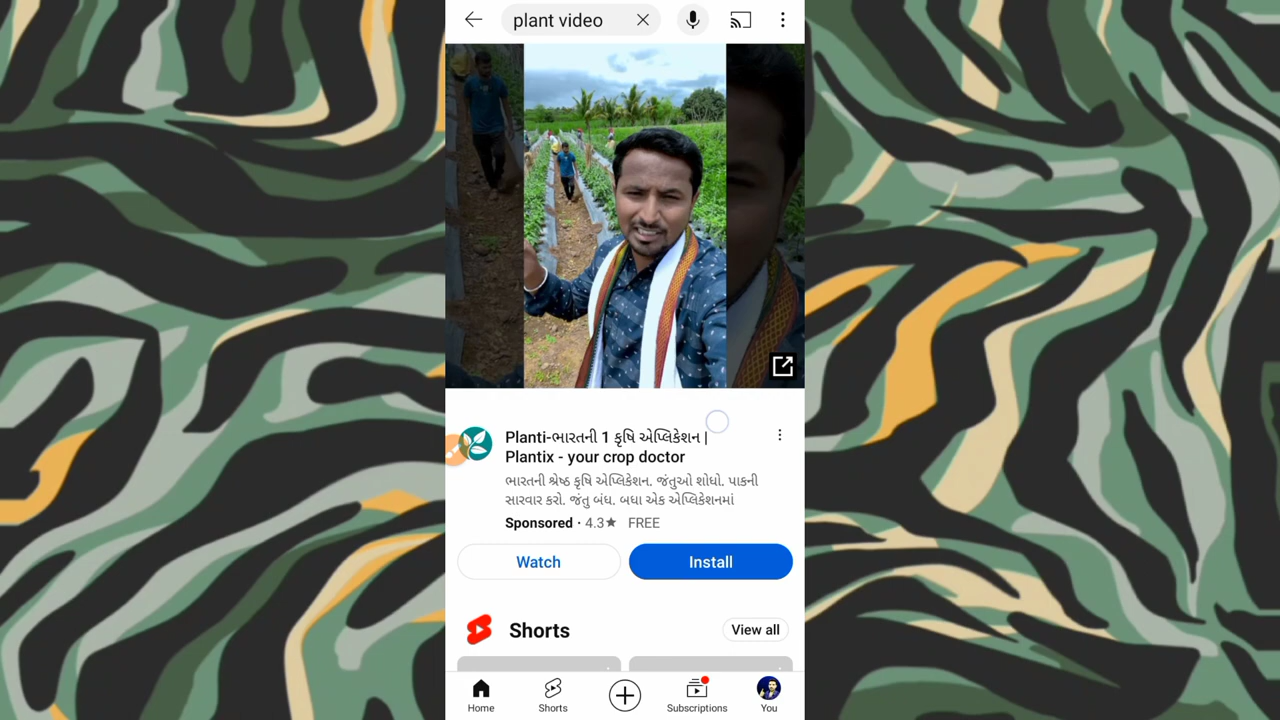 plant video
Planti-ભારતની 1 કૃષિ એપ્લિકેશન |
Plantix - your crop doctor
ભારતની શ્રેષ્ઠ કૃષિ એપ્લિકેશન. જંતુઓ શોધો. પાકની
સારવાર કરો. જંતુ બંધ. બધા એક એપ્લિકેશનમાં
Sponsored · 4.3★ FREE
Watch Install
Shorts View all
Home Shorts Subscriptions You